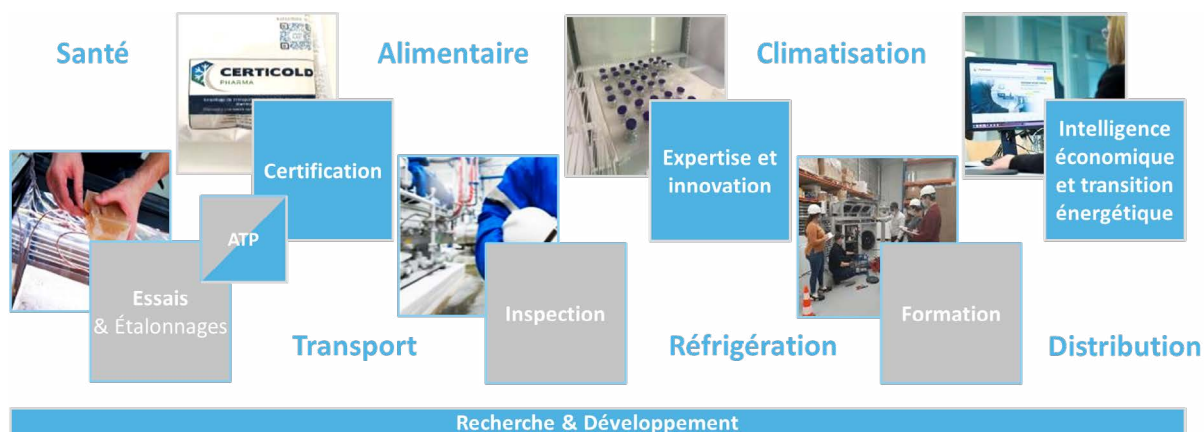 Santé
Alimentaire
Climatisation
CERTICOLD
PHARMA
Certification
Expertise et
innovation
Intelligence
économique
et transition
énergétique
ATP
Essais
& Étalonnages
Inspection
Formation
Transport
Réfrigération
Distribution
Recherche & Développement